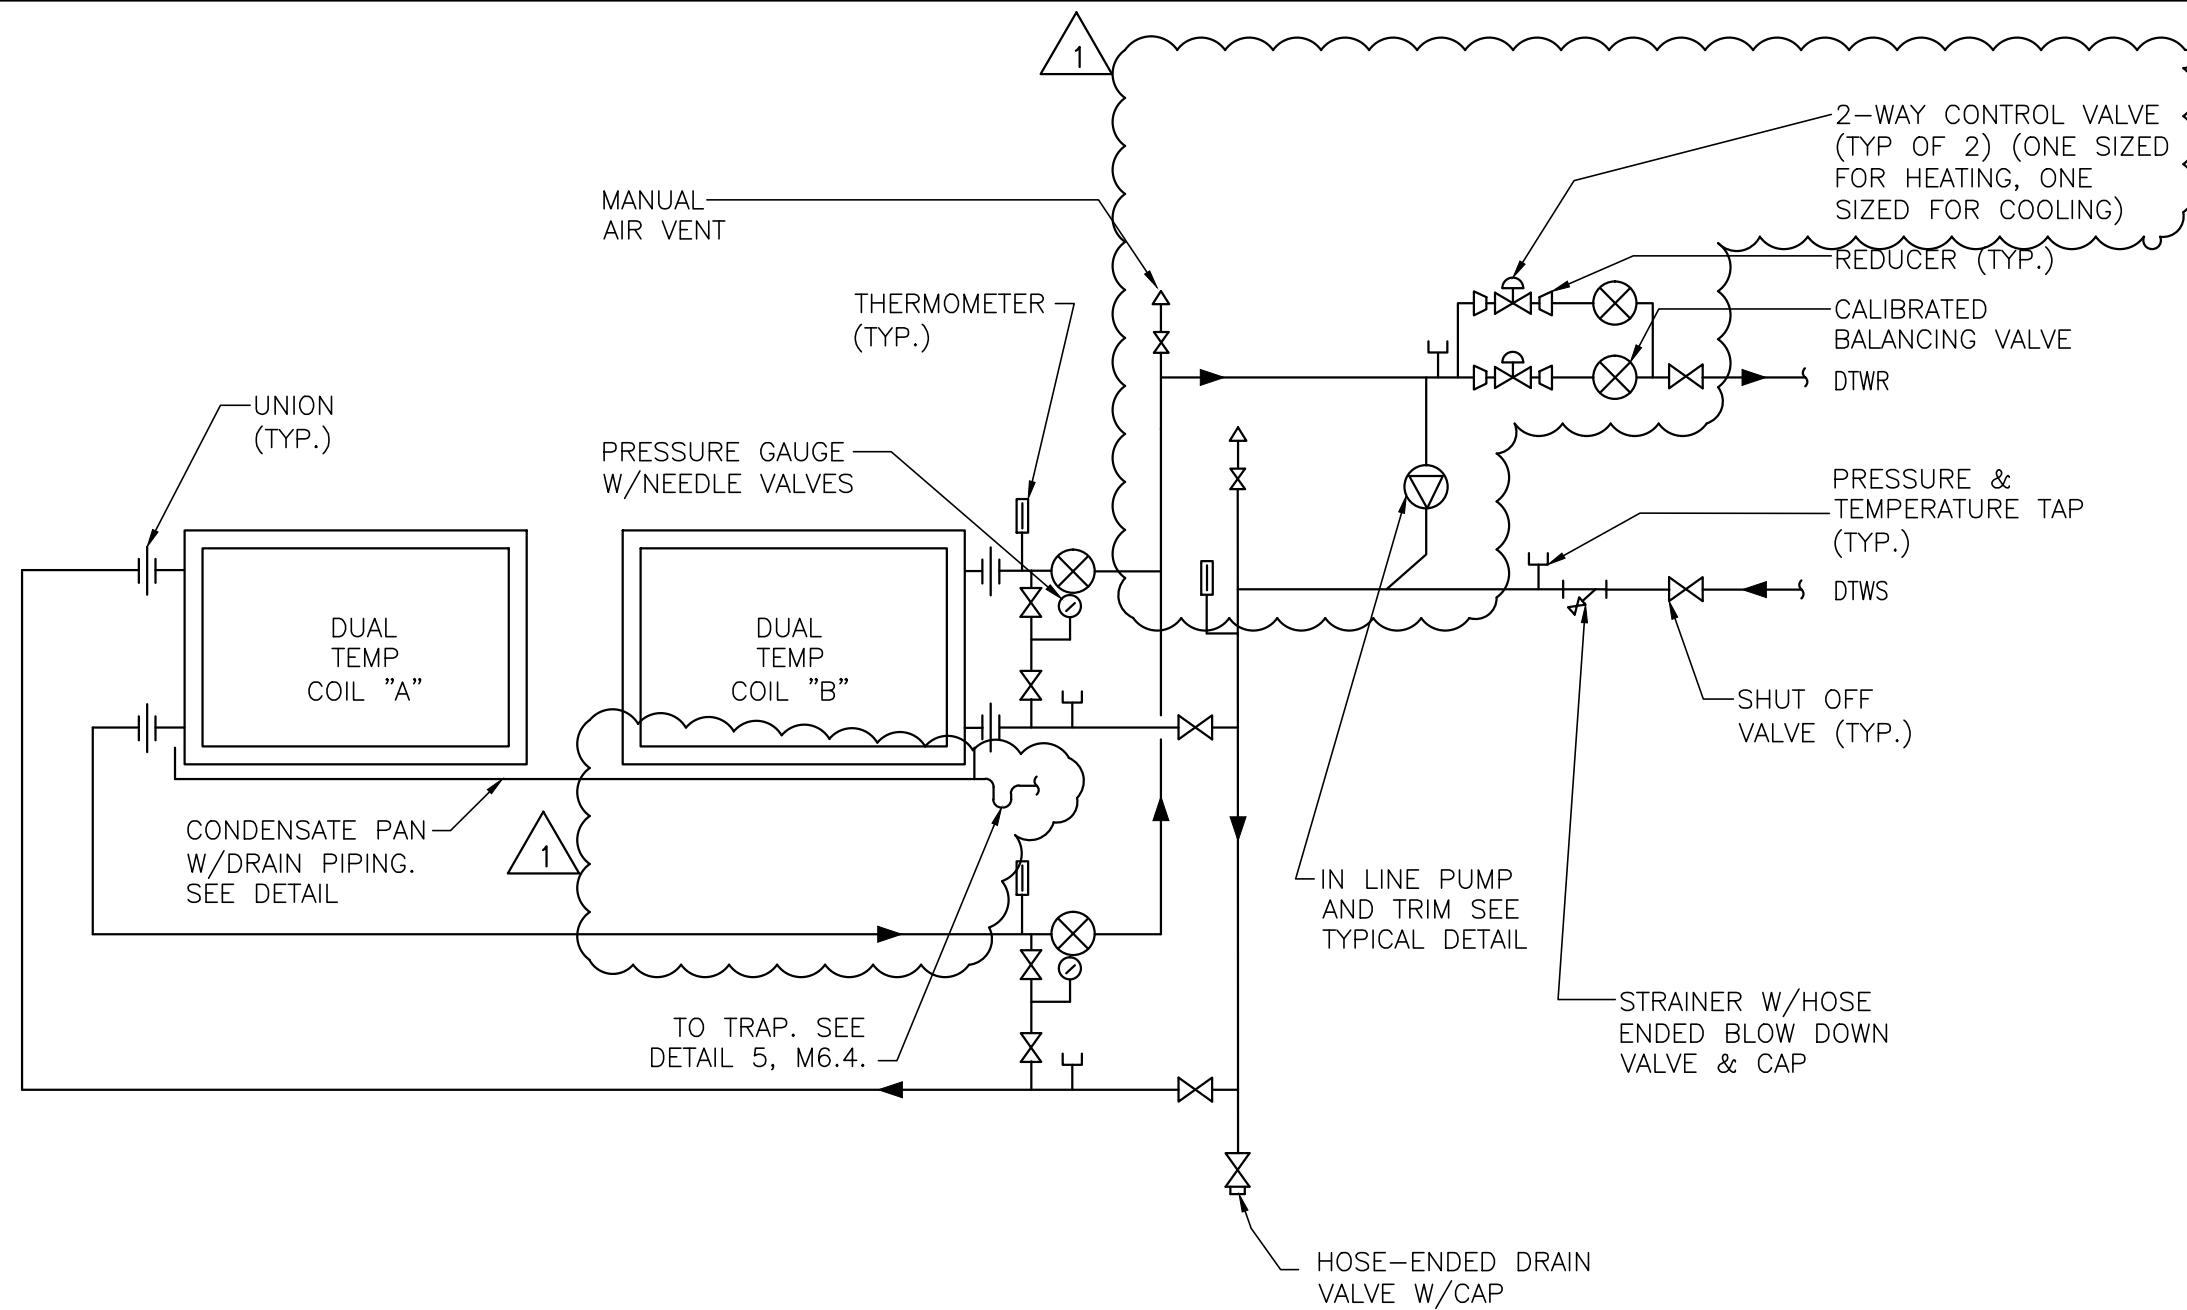 1
2-WAY CONTROL VALVE
(TYP OF 2) (ONE SIZED
FOR HEATING, ONE
SIZED FOR COOLING)
MANUAL
AIR VENT
REDUCER (TYP.)
THERMOMETER
(TYP.)
CALIBRATED
BALANCING VALVE
DTWR
UNION
(TYP.)
PRESSURE GAUGE
W/NEEDLE VALVES
PRESSURE &
TEMPERATURE TAP
(TYP.)
DTWS
DUAL
TEMP
COIL "A"
DUAL
TEMP
COIL "B"
SHUT OFF
VALVE (TYP.)
CONDENSATE PAN
W/DRAIN PIPING.
SEE DETAIL
1
IN LINE PUMP
AND TRIM SEE
TYPICAL DETAIL
TO TRAP. SEE
DETAIL 5, M6.4.
STRAINER W/HOSE
ENDED BLOW DOWN
VALVE & CAP
HOSE-ENDED DRAIN
VALVE W/CAP